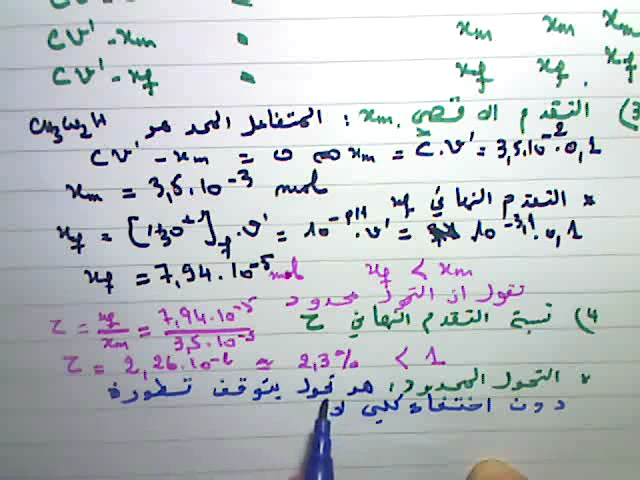 CV'-xm xm xm xm
CV'-xf xf xf xf
3) التقدم الاقصى xm : المتفاعل المحد هو CH3CO2H
CV' - xm = 0 ⇒ xm = C.V' = 3,5.10-2.0,1
xm = 3,5.10-3 mol
* التقدم النهائي xf
xf = [H3O+]f.V' = 10-pH.V' = 10-3,1.0,1
xf = 7,94.10-5 mol xf < xm
نقول ان التحول محدود
4) نسبة التقدم النهائي τ τ = xf/xm = 7,94.10-5/3,5.10-3
τ = 2,26.10-2 ≈ 2,3% < 1
* التحول المحدود: هو تحول يتوقف تطوره
دون اختفاء كلي